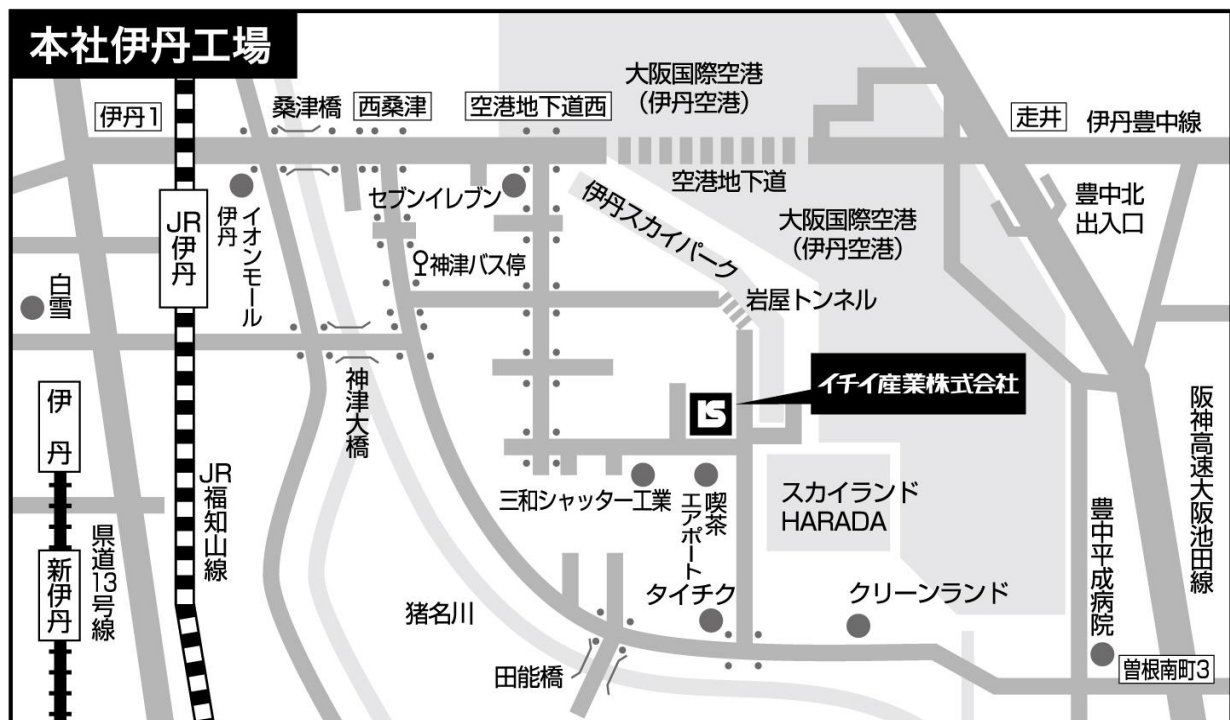 本社伊丹工場
伊丹1
桑津橋
西桑津
空港地下道西
大阪国際空港
（伊丹空港）
走井
伊丹豊中線
空港地下道
セブンイレブン
伊丹スカイパーク
大阪国際空港
（伊丹空港）
豊中北
出入口
JR
伊丹
イオンモール
伊丹
神津バス停
岩屋トンネル
白雪
神津大橋
イチイ産業株式会社
IS
伊丹
新伊丹
県道13号線
JR福知山線
三和シャッター工業
喫茶
エアポート
スカイランド
HARADA
阪神高速大阪池田線
豊中平成病院
猪名川
タイチク
クリーンランド
田能橋
曽根南町3